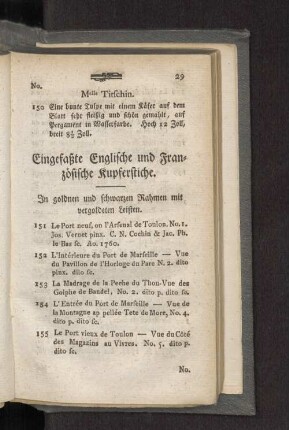 29
No.
Mlle Titschin.
150 Eine bunte Tulpe mit einem Käfer auf dem
Blatt sehr fleißig und schön gemahlt, auf
Pergament in Wasserfarbe. Hoch 12 Zoll,
breit 8½ Zoll.
Eingefaßte Englische und Fran-
zösische Kupferstiche.
In goldnen und schwarzen Rahmen mit
vergoldeten Leisten.
151 Le Port neuf, ou l'Arsenal de Toulon. No. 1.
Jos. Vernet pinx. C. N. Cochin & Jac. Ph.
le Bas sc. Ao. 1760.
152 L'Intérieure du Port de Marseille — Vue
du Pavillon de l'Horloge du Parc N. 2. dito
pinx. dito sc.
153 La Madrage de la Peche du Thon-Vue des
Golphe de Bandel, No. 2. dito p. dito sc.
154 L'Entrée du Port de Marseille — Vue de
la Montagne ap pellée Tete de More, No. 4.
dito p. dito sc.
155 Le Port vieux de Toulon — Vue du Côté
des Magazins au Vivres. No. 5. dito p.
dito sc.
No.